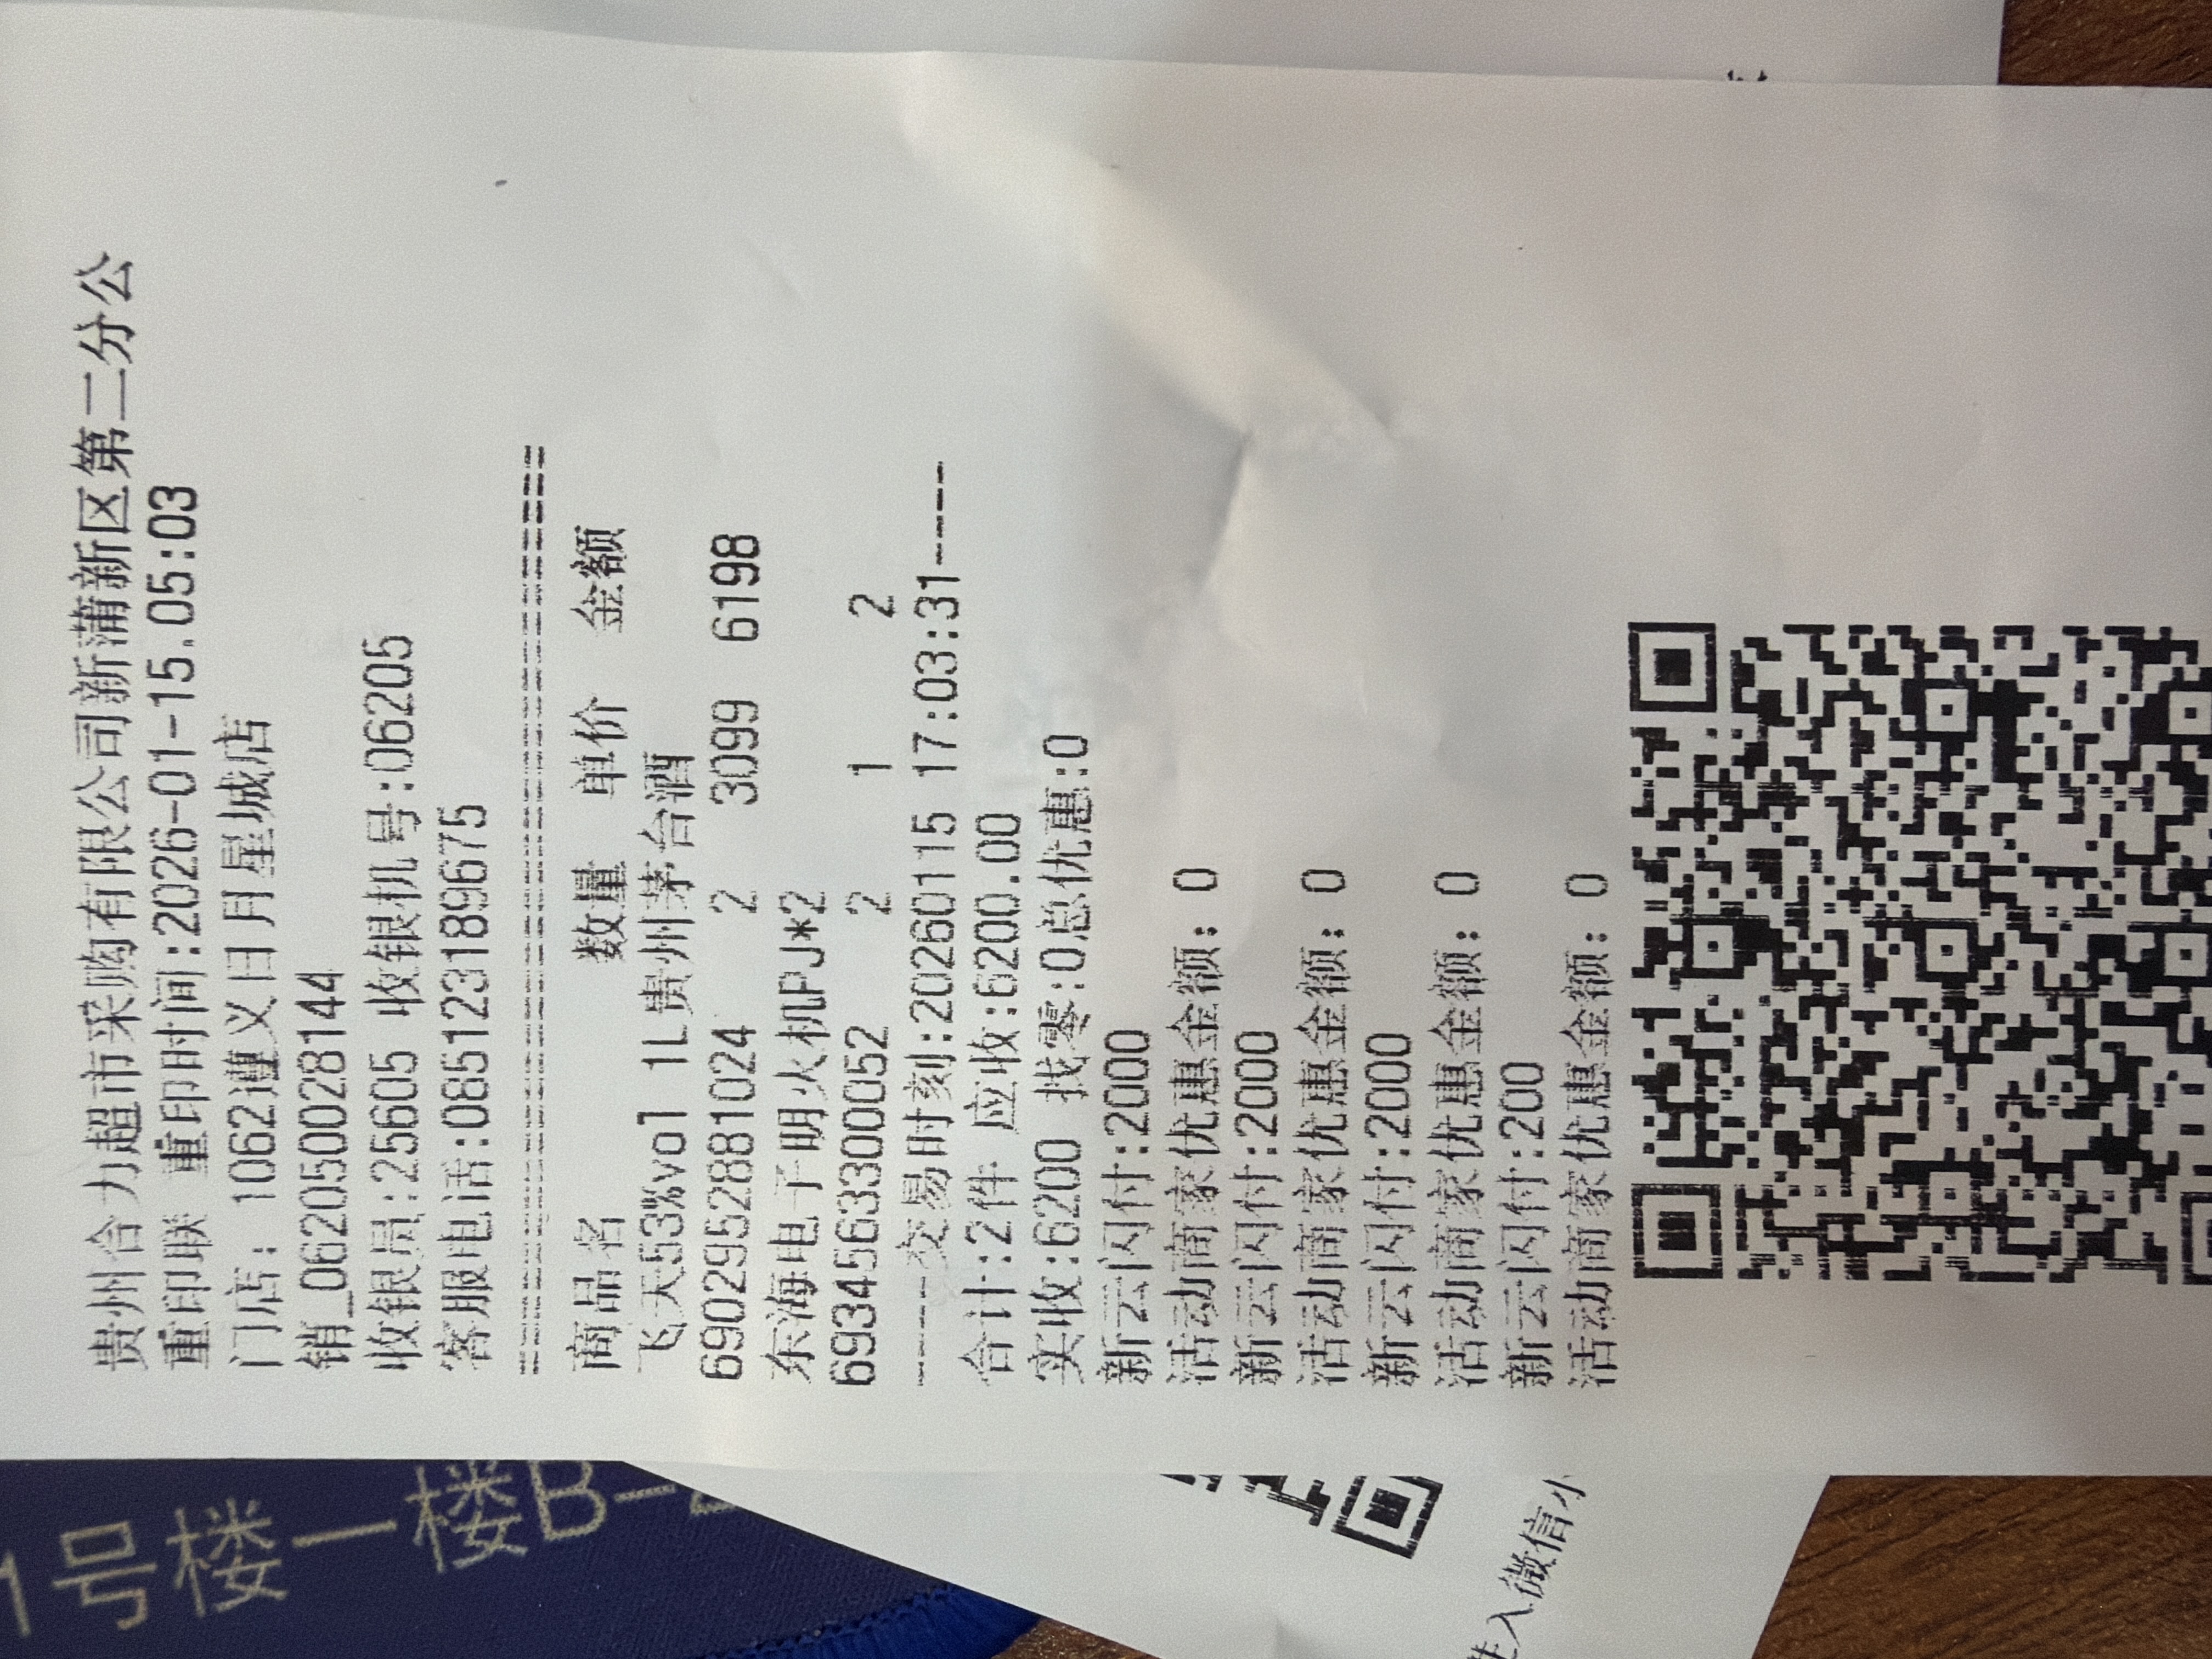 贵州合力超市采购有限公司新蒲新区第二分公
重印联 重印时间:2026-01-15.05:03
门店: 1062遵义日月星城店
销_062050028144
收银员:25605 收银机号:06205
客服电话:085123189675
==================================
商品名 数量 单价 金额
飞天53%vol 1L贵州茅台酒
6902952881024 2 3099 6198
东海电子明火机PJ*2
6934563300052 2 1 2
-----交易时刻:20260115 17:03:31-----
合计:2件 应收:6200.00
实收:6200 找零:0总优惠:0
新云闪付:2000
活动商家优惠金额: 0
新云闪付:2000
活动商家优惠金额: 0
新云闪付:2000
活动商家优惠金额: 0
新云闪付:200
活动商家优惠金额: 0
1号楼一楼B-
入微信小